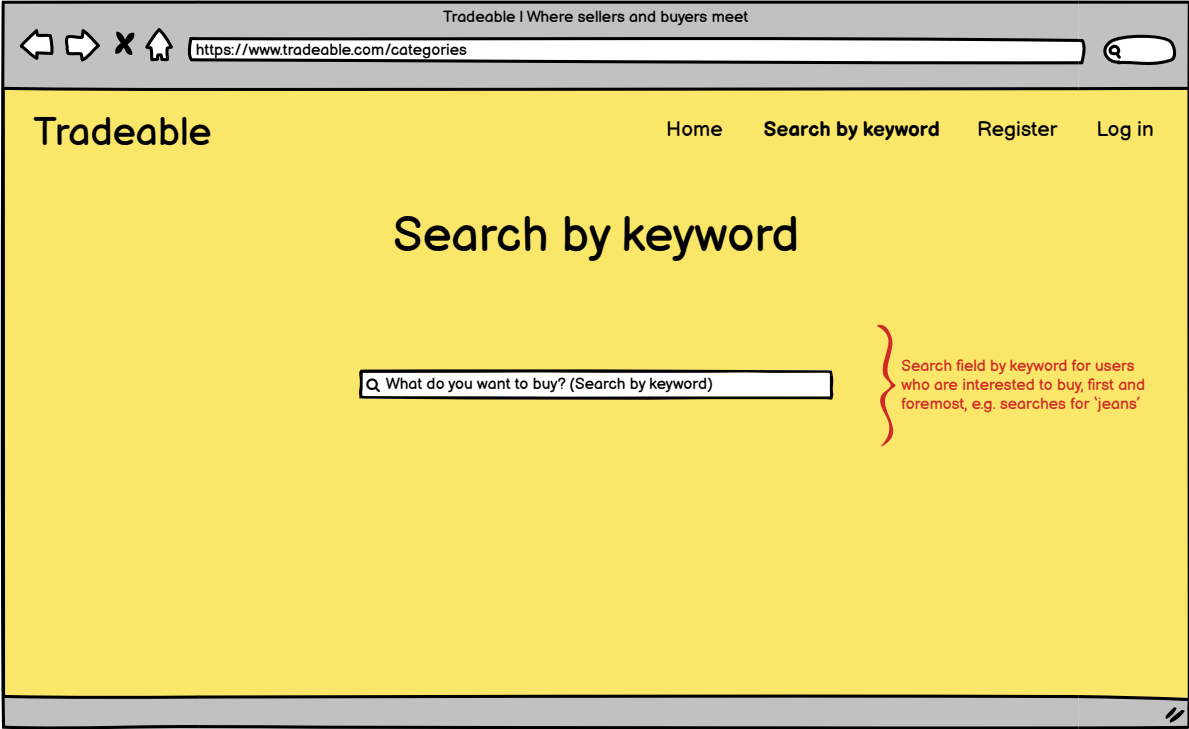 Tradeable | Where sellers and buyers meet
https://www.tradeable.com/categories
Tradeable
Home Search by keyword Register Log in
Search by keyword
What do you want to buy? (Search by keyword)
Search field by keyword for users
who are interested to buy, first and
foremost, e.g. searches for ‘jeans’